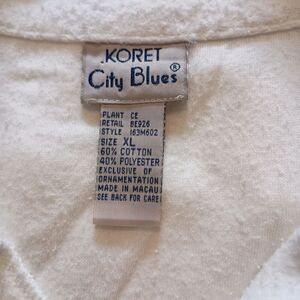 KORET
City Blues®
PLANT CE
RETAIL 8E926
STYLE 163M602
SIZE XL
60% COTTON
40% POLYESTER
EXCLUSIVE OF
ORNAMENTATION
MADE IN MACAU
SEE BACK FOR CARE